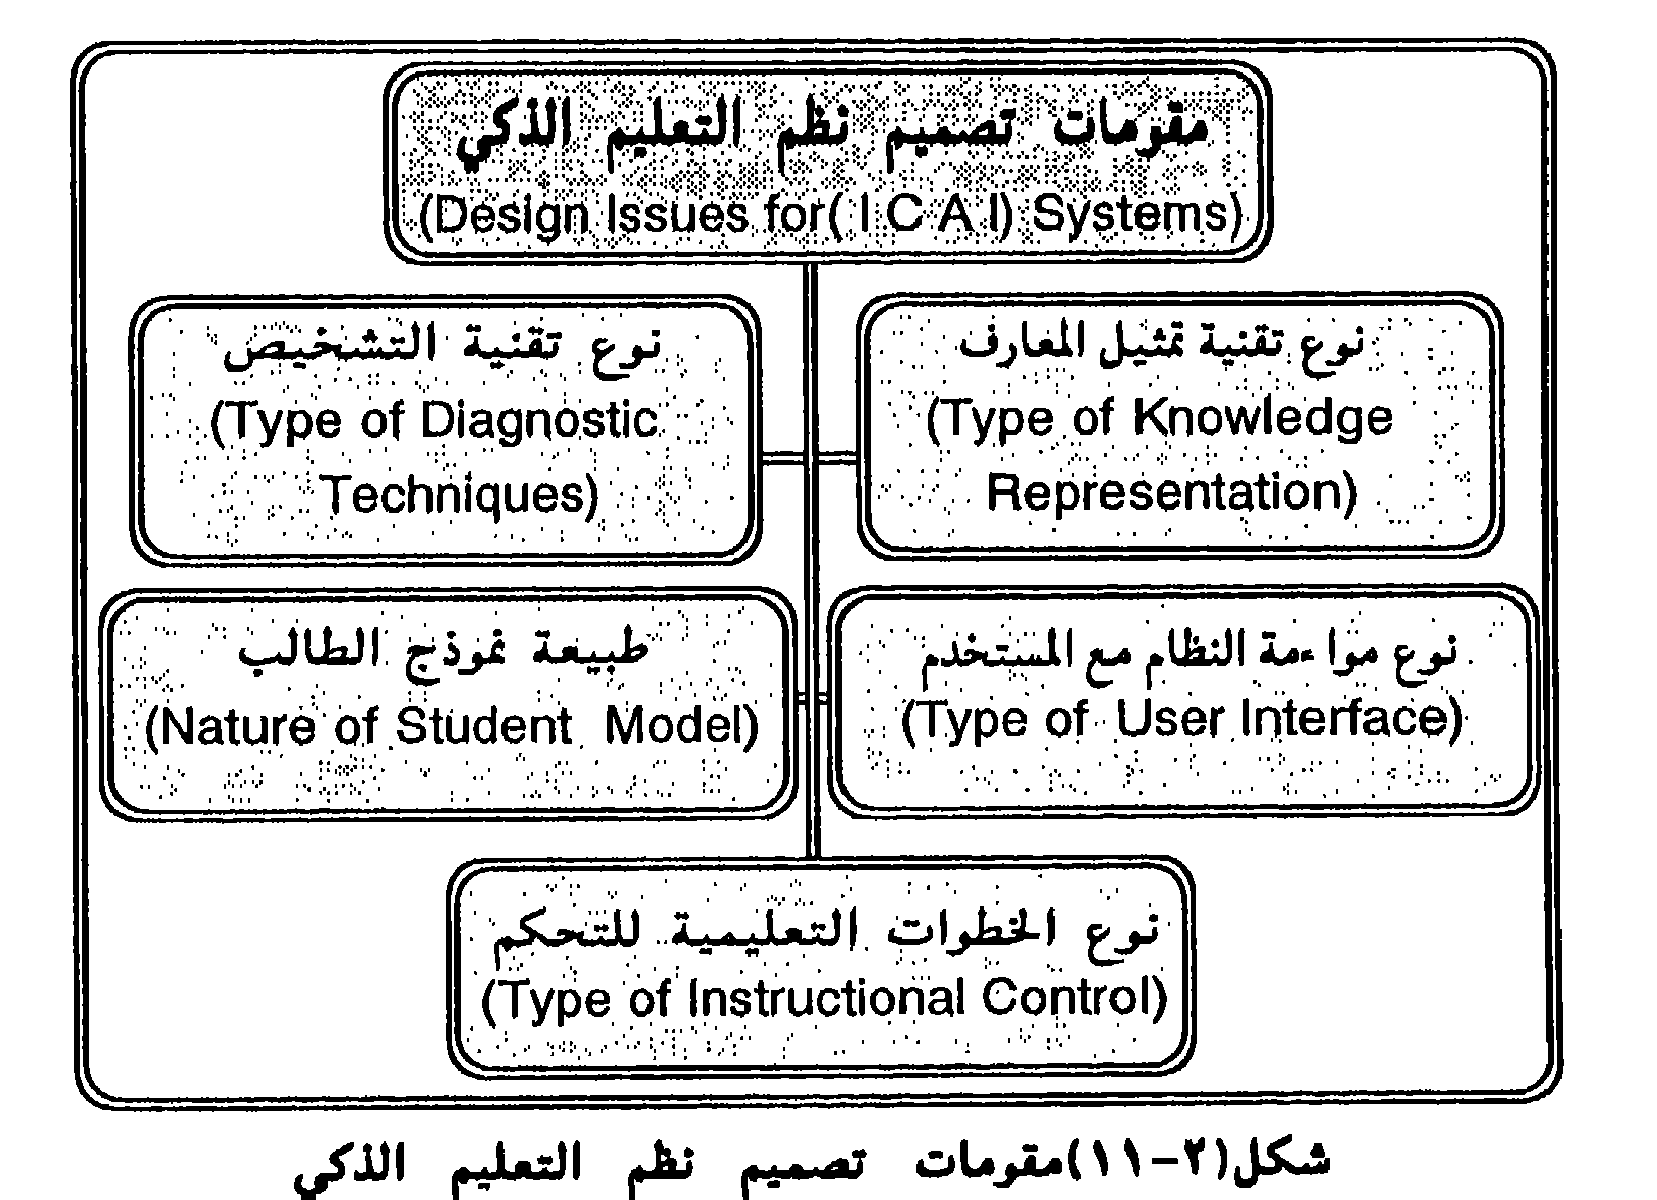 مقومات تصميم نظم التعليم الذكي
(Design Issues for( I C A I) Systems)
نوع تقنية تمثيل المعارف
(Type of Knowledge
Representation)
نوع تقنية التشخيص
(Type of Diagnostic
Techniques)
نوع مواءمة النظام مع المستخدم
(Type of User Interface)
طبيعة نموذج الطالب
(Nature of Student Model)
نوع الخطوات التعليمية للتحكم
(Type of Instructional Control)
شكل(٢-١١)مقومات تصميم نظم التعليم الذكي